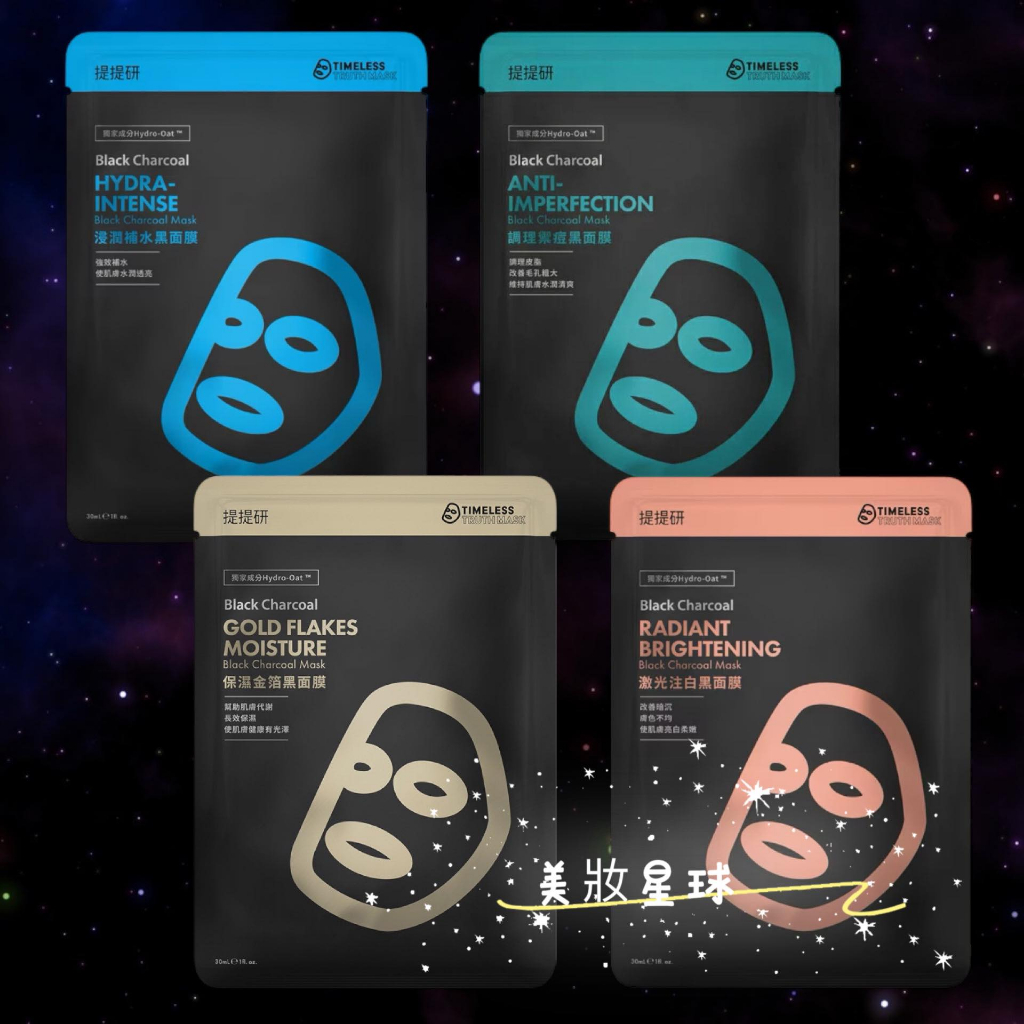 提提研
TIMELESS
TRUTH MASK
獨家成分Hydro-Oat ™
Black Charcoal
HYDRA-
INTENSE
Black Charcoal Mask
浸潤補水黑面膜
強效補水
使肌膚水潤透亮
30mL℮1fl. oz.
提提研
TIMELESS
TRUTH MASK
獨家成分Hydro-Oat ™
Black Charcoal
ANTI-
IMPERFECTION
Black Charcoal Mask
調理禦痘黑面膜
調理皮脂
改善毛孔粗大
維持肌膚水潤清爽
提提研
TIMELESS
TRUTH MASK
獨家成分Hydro-Oat ™
Black Charcoal
GOLD FLAKES
MOISTURE
Black Charcoal Mask
保濕金箔黑面膜
幫助肌膚代謝
長效保濕
使肌膚健康有光澤
30mL℮1fl. oz.
提提研
TIMELESS
TRUTH MASK
獨家成分Hydro-Oat ™
Black Charcoal
RADIANT
BRIGHTENING
Black Charcoal Mask
激光注白黑面膜
改善暗沉
膚色不均
使肌膚亮白柔嫩
30mL℮1fl. oz.
美妝星球